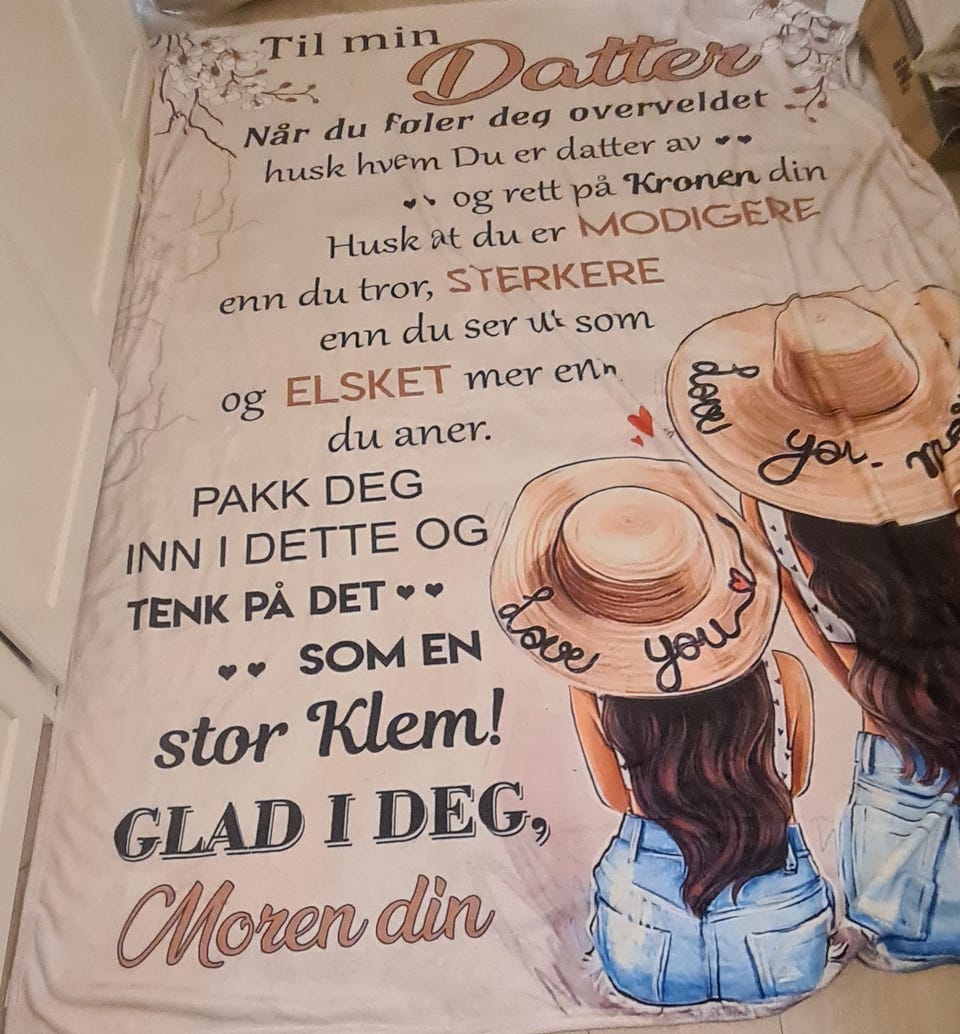 Til min
Datter
Når du føler deg overveldet
husk hvem Du er datter av
og rett på Kronen din
Husk at du er MODIGERE
enn du tror, STERKERE
enn du ser ut som
og ELSKET mer enn
du aner.
PAKK DEG
INN I DETTE OG
TENK PÅ DET
SOM EN
stor Klem!
GLAD I DEG,
Moren din
Love you
Love you